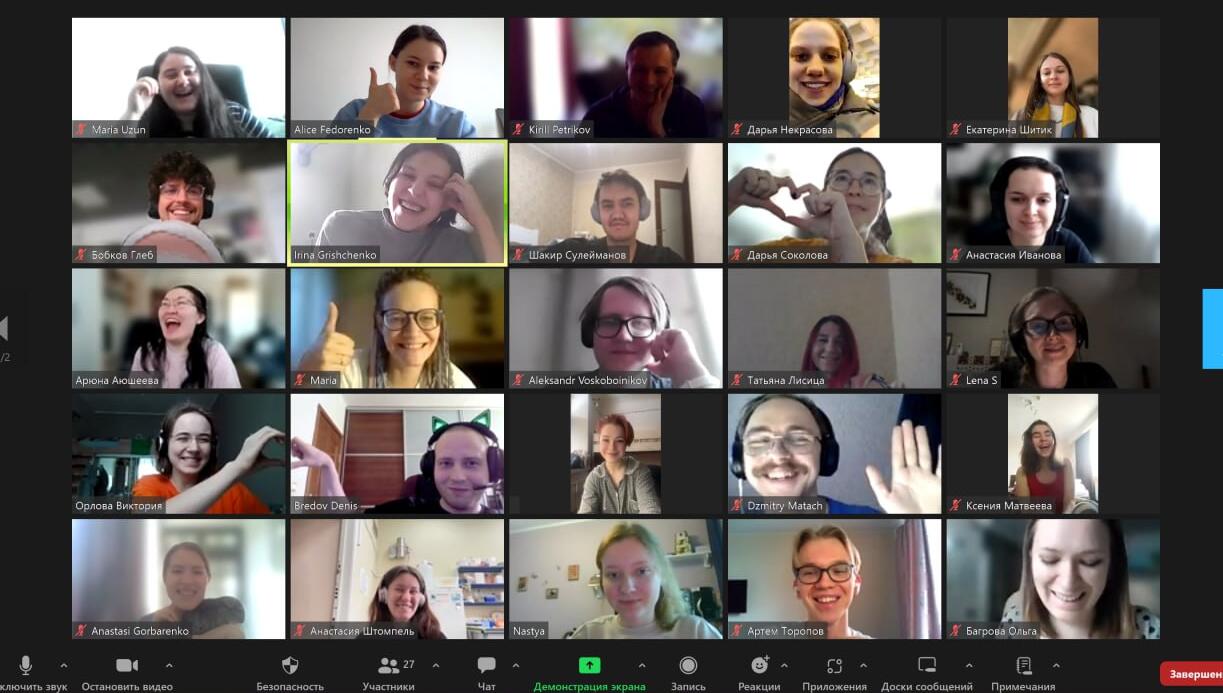 Maria Uzun
Alice Fedorenko
Kirill Petrikov
Дарья Некрасова
Екатерина Шитик
Бобков Глеб
Irina Grishchenko
Шакир Сулейманов
Дарья Соколова
Анастасия Иванова
Арюна Аюшеева
Maria
Aleksandr Voskoboinikov
Татьяна Лисица
Lena S
/2
Орлова Виктория
Bredov Denis
Dzmitry Matach
Ксения Матвеева
Anastasi Gorbarenko
Анастасия Штомпель
Nastya
Артем Торопов
Багрова Ольга
27
ключить звук
Остановить видео
Безопасность
Участники
Чат
Демонстрация экрана
Запись
Реакции
Приложения
Доски сообщений
Примечания
Завершен